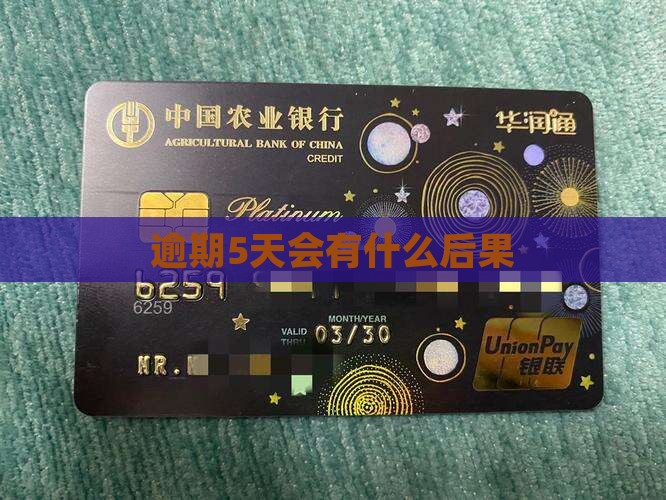 中国农业银行
AGRICULTURAL BANK OF CHINA
CREDIT
华润通
Platinum
逾期5天会有什么后果
6259
6259
MONTH/YEAR
VALID THRU 03/30
MR.
UnionPay
银联